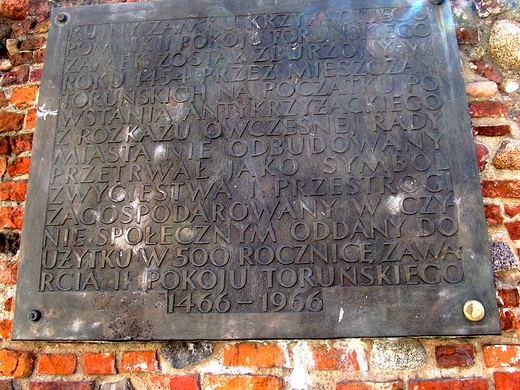 RUINY ZAMKU KRZYŻACKIEGO
POMNIK II POKOJU TORUŃSKIEGO
ZAMEK ZOSTAŁ ZBURZONY W
ROKU 1454 PRZEZ MIESZCZAN
TORUŃSKICH NA POCZĄTKU PO
WSTANIA ANTYKRZYŻACKIEGO
Z ROZKAZU ÓWCZESNEJ RADY
MIASTA NIE ODBUDOWANY
PRZETRWAŁ JAKO SYMBOL
ZWYCIĘSTWA I PRZESTROGI
ZAGOSPODAROWANY W CZY
NIE SPOŁECZNYM ODDANY DO
UŻYTKU W 500 ROCZNICĘ ZAWA-
RCIA II POKOJU TORUŃSKIEGO
1466-1966